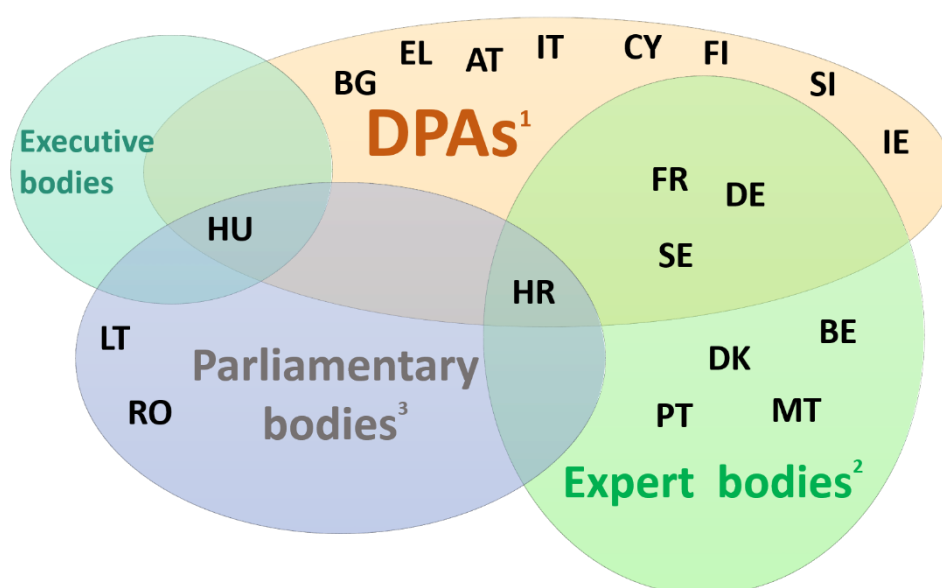 EL AT IT CY FI
BG SI
DPAs¹
Executive
bodies
IE
FR DE
HU
SE
HR
LT
BE
Parliamentary
bodies³
DK
RO
PT MT
Expert bodies²